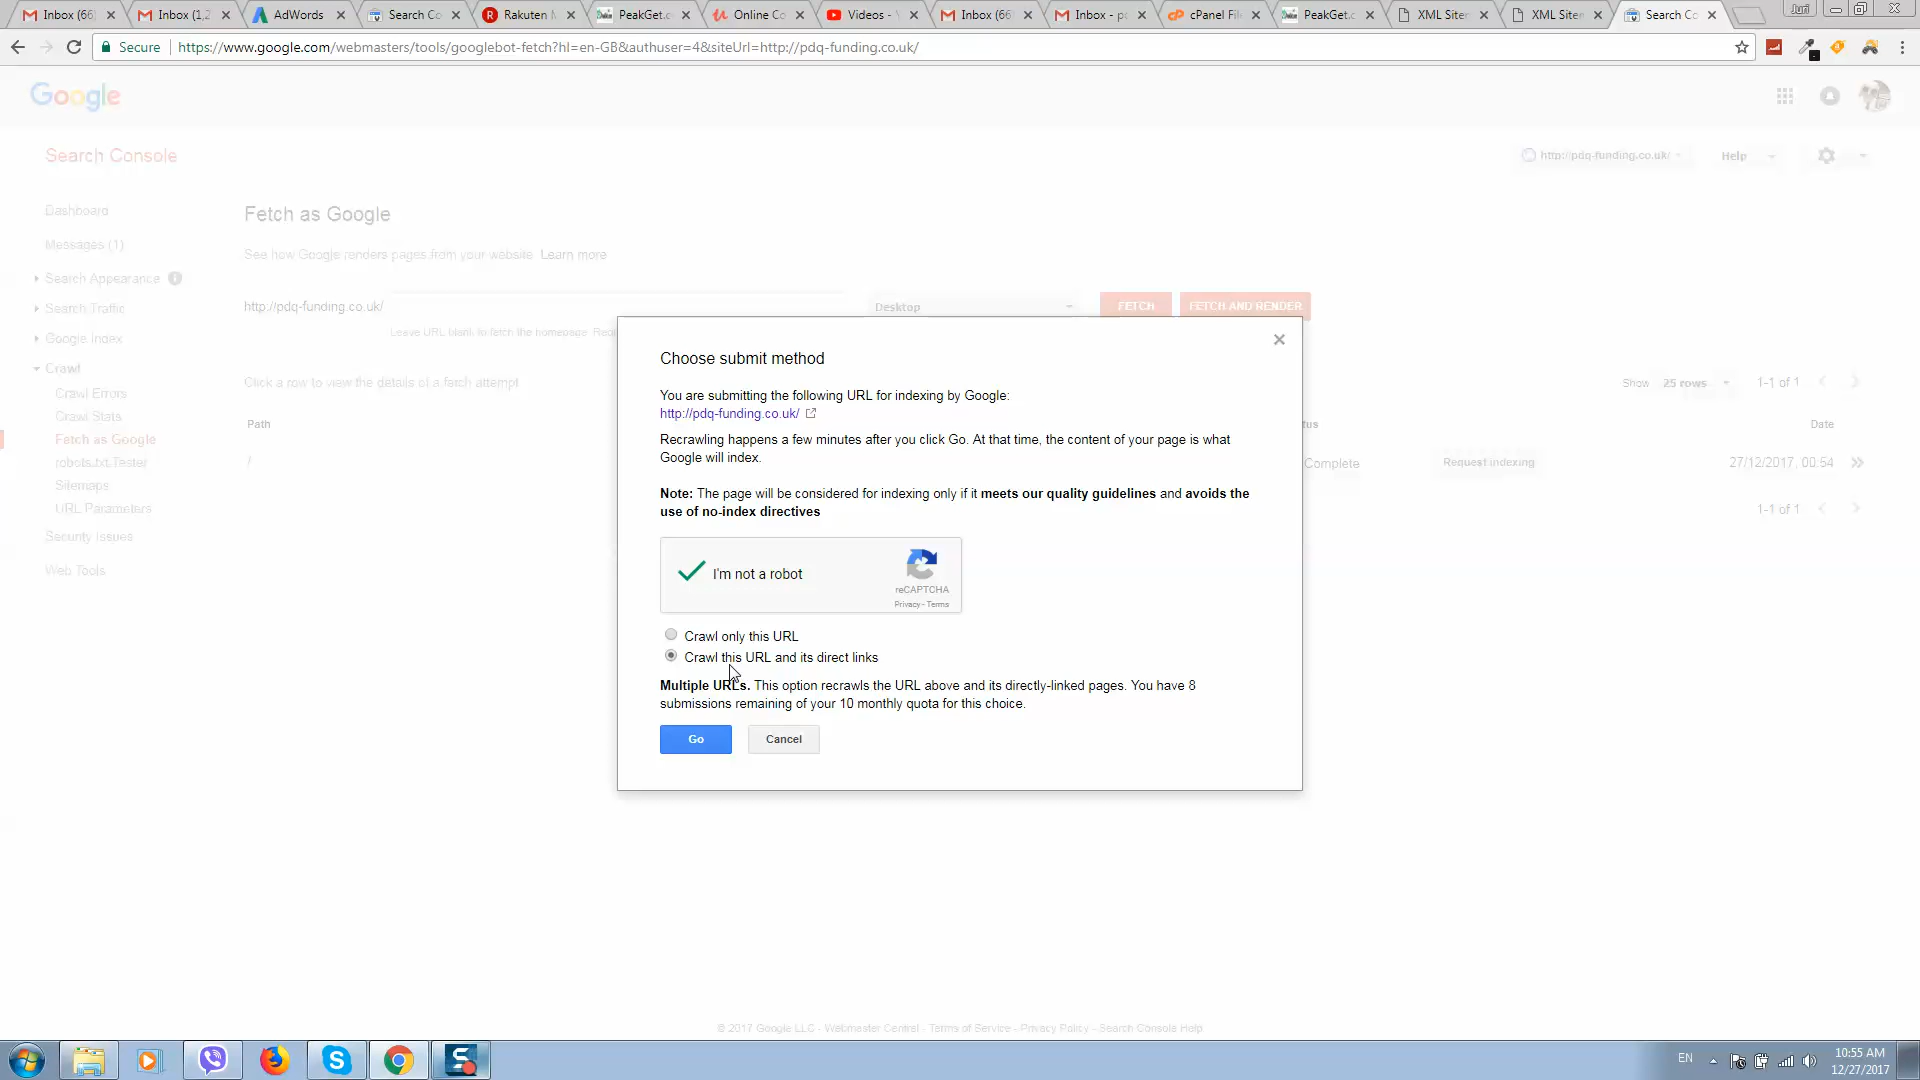 Inbox (66
Inbox (1,2
AdWords
Search Co
Rakuten
PeakGet.c
Online Co
Videos -
Inbox (66
Inbox - p
cPanel Fil
PeakGet.c
XML Siter
XML Siter
Search Co
Juri
Secure
https://www.google.com/webmasters/tools/googlebot-fetch?hl=en-GB&authuser=4&siteUrl=http://pdq-funding.co.uk/
Google
Search Console
http://pdq-funding.co.uk/
Help
Dashboard
Messages (1)
Search Appearance
Search Traffic
Google Index
Crawl
Crawl Errors
Crawl Stats
Fetch as Google
robots.txt Tester
Sitemaps
URL Parameters
Security Issues
Web Tools
Fetch as Google
See how Google renders pages from your website. Learn more
http://pdq-funding.co.uk/
Desktop
FETCH
FETCH AND RENDER
Leave URL blank to fetch the homepage.
Click a row to view the details of a fetch attempt
Show 25 rows
1-1 of 1
Path
tus
Date
/
Complete
Request indexing
27/12/2017, 00:54
1-1 of 1
Choose submit method
You are submitting the following URL for indexing by Google:
http://pdq-funding.co.uk/
Recrawling happens a few minutes after you click Go. At that time, the content of your page is what
Google will index.
Note: The page will be considered for indexing only if it meets our quality guidelines and avoids the
use of no-index directives
I'm not a robot
reCAPTCHA
Privacy - Terms
Crawl only this URL
Crawl this URL and its direct links
Multiple URLs. This option recrawls the URL above and its directly-linked pages. You have 8
submissions remaining of your 10 monthly quota for this choice.
Go
Cancel
© 2017 Google LLC - Webmaster Central - Terms of Service - Privacy Policy - Search Console Help
EN
10:55 AM
12/27/2017